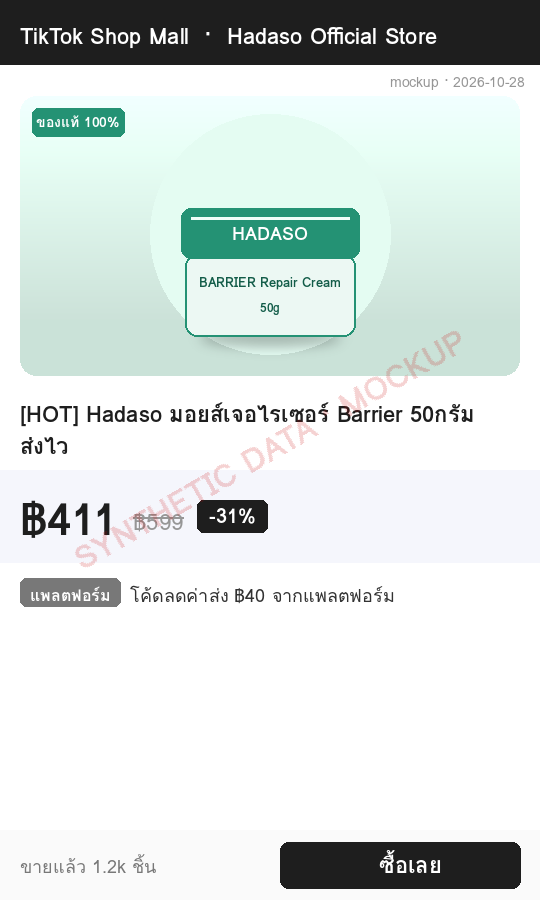 TikTok Shop Mall · Hadaso Official Store
mockup · 2026-10-28
ของแท้ 100%
HADASO
BARRIER Repair Cream
50g
[HOT] Hadaso มอยส์เจอไรเซอร์ Barrier 50กรัม
ส่งไว
฿411 ฿599 -31%
แพลตฟอร์ม โค้ดลดค่าส่ง ฿40 จากแพลตฟอร์ม
SYNTHETIC DATA · MOCKUP
ขายแล้ว 1.2k ชิ้น ซื้อเลย